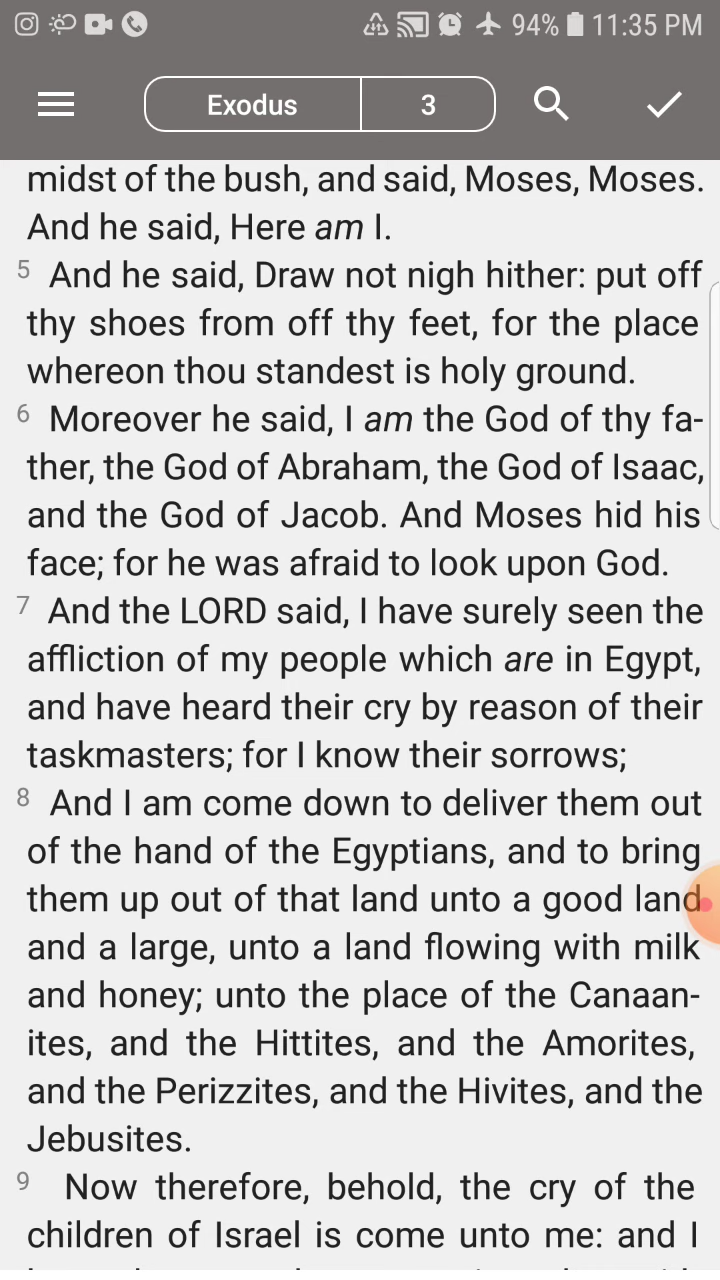 94% 11:35 PM
Exodus 3
midst of the bush, and said, Moses, Moses.
And he said, Here am I.
5 And he said, Draw not nigh hither: put off
thy shoes from off thy feet, for the place
whereon thou standest is holy ground.
6 Moreover he said, I am the God of thy fa-
ther, the God of Abraham, the God of Isaac,
and the God of Jacob. And Moses hid his
face; for he was afraid to look upon God.
7 And the LORD said, I have surely seen the
affliction of my people which are in Egypt,
and have heard their cry by reason of their
taskmasters; for I know their sorrows;
8 And I am come down to deliver them out
of the hand of the Egyptians, and to bring
them up out of that land unto a good land
and a large, unto a land flowing with milk
and honey; unto the place of the Canaan-
ites, and the Hittites, and the Amorites,
and the Perizzites, and the Hivites, and the
Jebusites.
9 Now therefore, behold, the cry of the
children of Israel is come unto me: and I